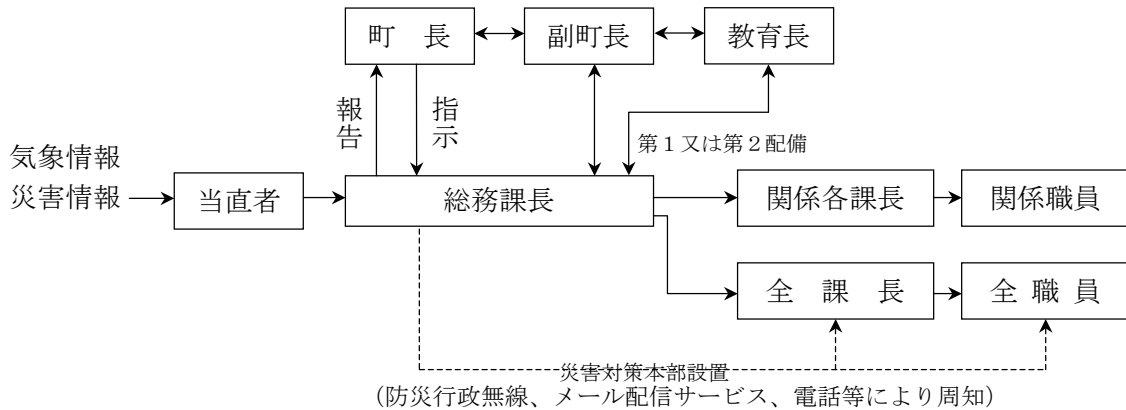 町　長
副町長
教育長
報告
指示
第１又は第２配備
気象情報
災害情報
当直者
総務課長
関係各課長
関係職員
全　課　長
全 職 員
災害対策本部設置
（防災行政無線、メール配信サービス、電話等により周知）